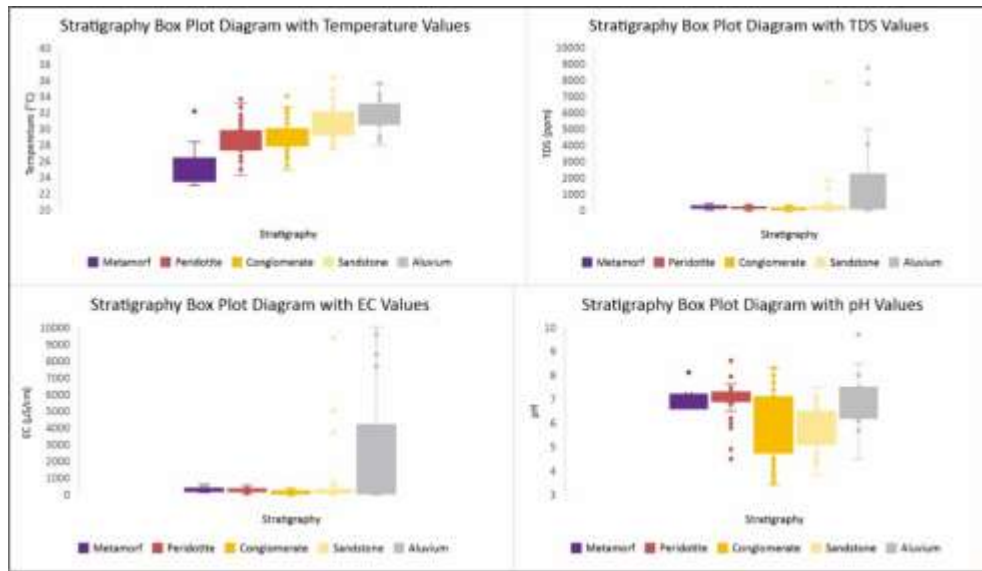 Stratigraphy Box Plot Diagram with Temperature Values
40
38
36
34
32
30
28
26
24
22
20
Temperature (°C)
Stratigraphy
Metamorf Peridotite Conglomerate Sandstone Aluvium
Stratigraphy Box Plot Diagram with TDS Values
10000
9000
8000
7000
6000
5000
4000
3000
2000
1000
0
TDS (ppm)
Stratigraphy
Metamorf Peridotite Conglomerate Sandstone Aluvium
Stratigraphy Box Plot Diagram with EC Values
10000
9000
8000
7000
6000
5000
4000
3000
2000
1000
0
EC (µS/cm)
Stratigraphy
Metamorf Peridotite Conglomerate Sandstone Aluvium
Stratigraphy Box Plot Diagram with pH Values
10
9
8
7
6
5
4
3
pH
Stratigraphy
Metamorf Peridotite Conglomerate Sandstone Aluvium